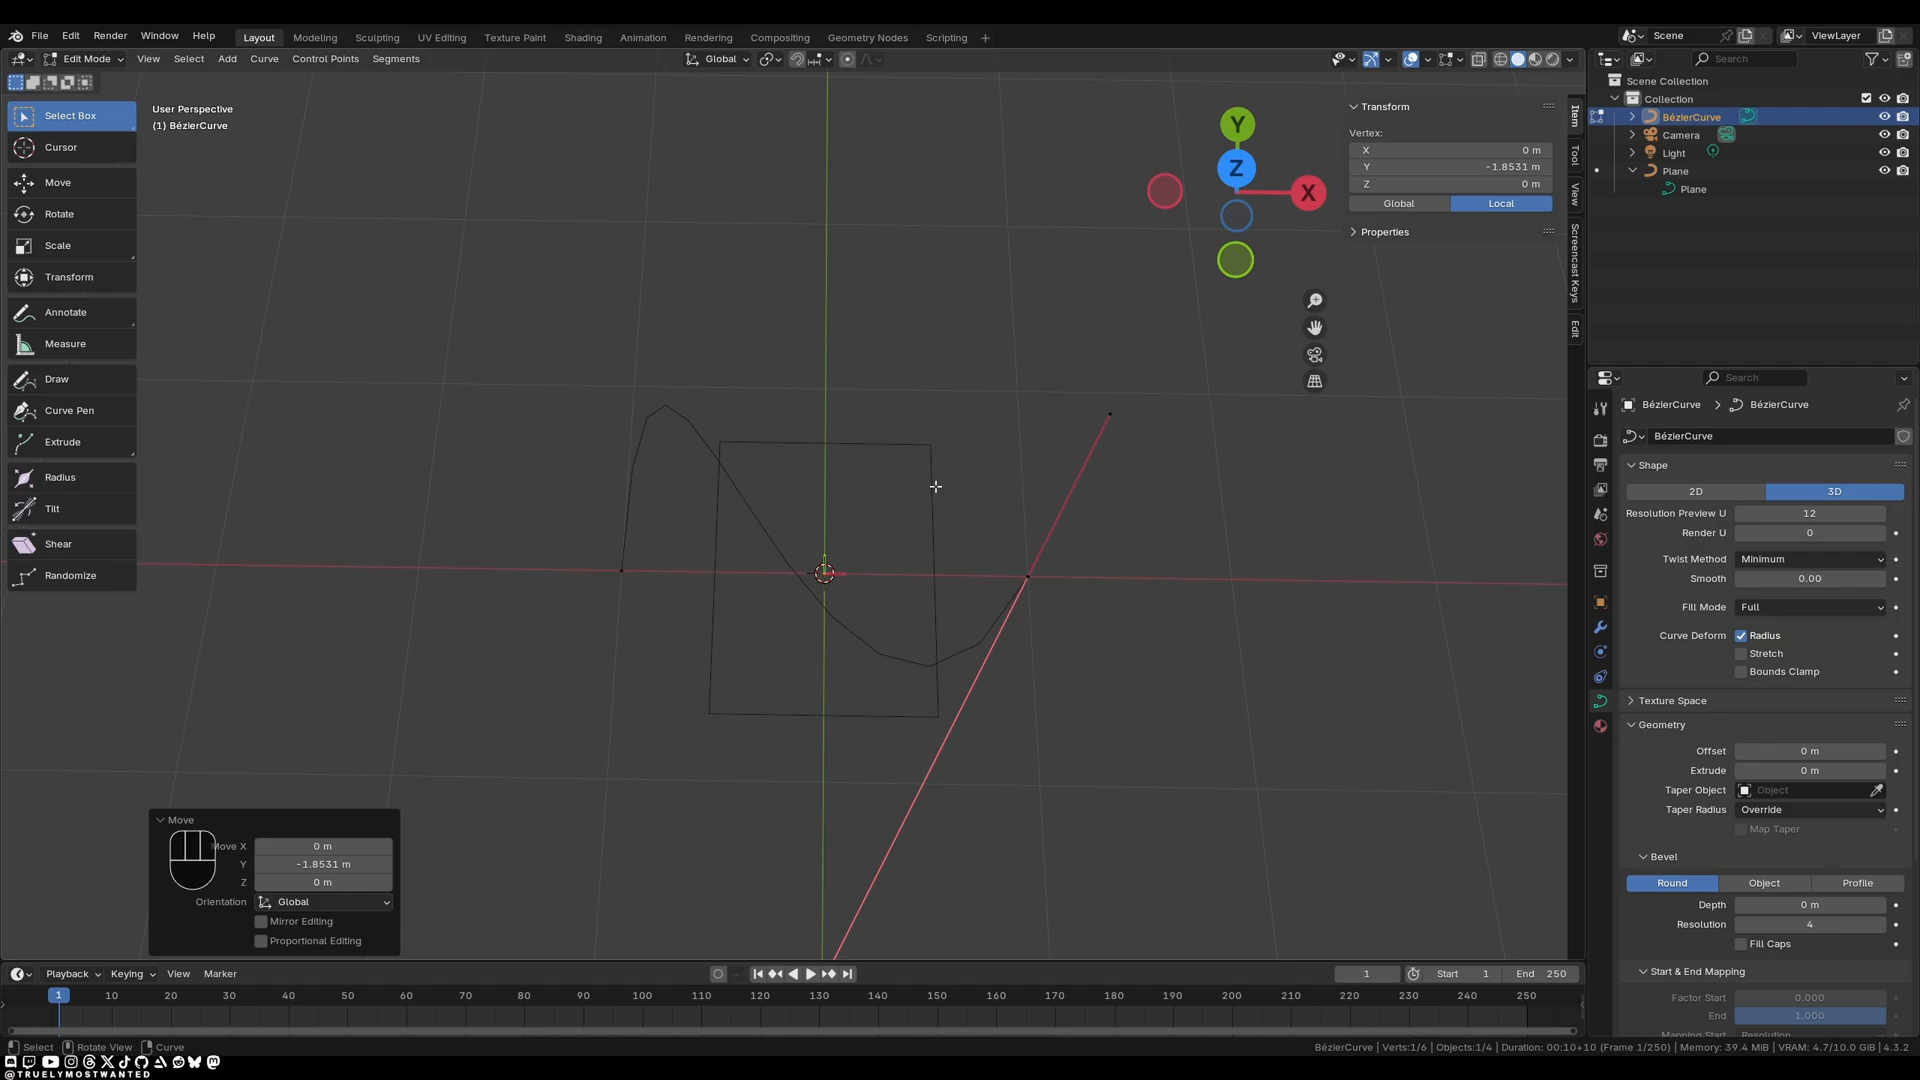 File Edit Render Window Help Layout Modeling Sculpting UV Editing Texture Paint Shading Animation Rendering Compositing Geometry Nodes Scripting + Scene ViewLayer
Edit Mode View Select Add Curve Control Points Segments Global Search
Select Box
Cursor
Move
Rotate
Scale
Transform
Annotate
Measure
Draw
Curve Pen
Extrude
Radius
Tilt
Shear
Randomize
User Perspective
(1) BézierCurve
Y
Z
X
Transform
Vertex:
X 0 m
Y -1.8531 m
Z 0 m
Global Local
Properties
Item
Tool
View
Screencast Keys
Edit
Scene Collection
Collection
BézierCurve
Camera
Light
Plane
Plane
Search
BézierCurve > BézierCurve
BézierCurve
Shape
2D 3D
Resolution Preview U 12
Render U 0
Twist Method Minimum
Smooth 0.00
Fill Mode Full
Curve Deform Radius
Stretch
Bounds Clamp
Texture Space
Geometry
Offset 0 m
Extrude 0 m
Taper Object Object
Taper Radius Override
Map Taper
Bevel
Round Object Profile
Depth 0 m
Resolution 4
Fill Caps
Start & End Mapping
Factor Start 0.000
End 1.000
Move
Move X 0 m
Y -1.8531 m
Z 0 m
Orientation Global
Mirror Editing
Proportional Editing
Playback Keying View Marker 1 Start 1 End 250
1 10 20 30 40 50 60 70 80 90 100 110 120 130 140 150 160 170 180 190 200 210 220 230 240 250
Select Rotate View Curve BézierCurve | Verts:1/6 | Objects:1/4 | Duration: 00:10+10 (Frame 1/250) | Memory: 39.4 MiB | VRAM: 4.7/10.0 GiB | 4.3.2
@TRUELYMOSTWANTED